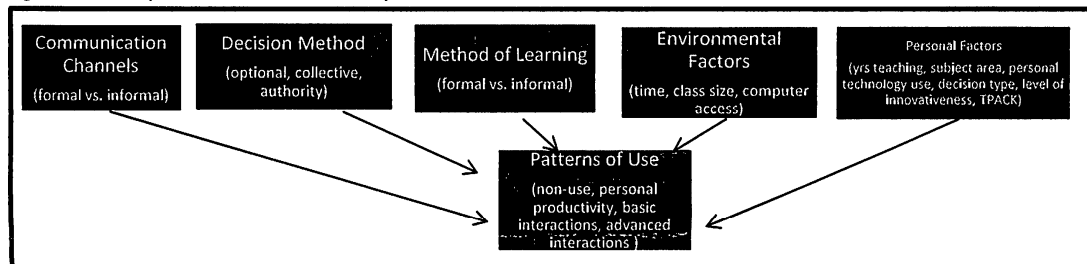 Communication
Channels
(formal vs. informal)
Decision Method
(optional, collective,
authority)
Method of Learning
(formal vs. informal)
Environmental
Factors
(time, class size, computer
access)
Personal Factors
(yrs teaching, subject area, personal
technology use, decision type, level of
innovativeness, TPACK)
Patterns of Use
(non-use, personal
productivity, basic
interactions, advanced
interactions )